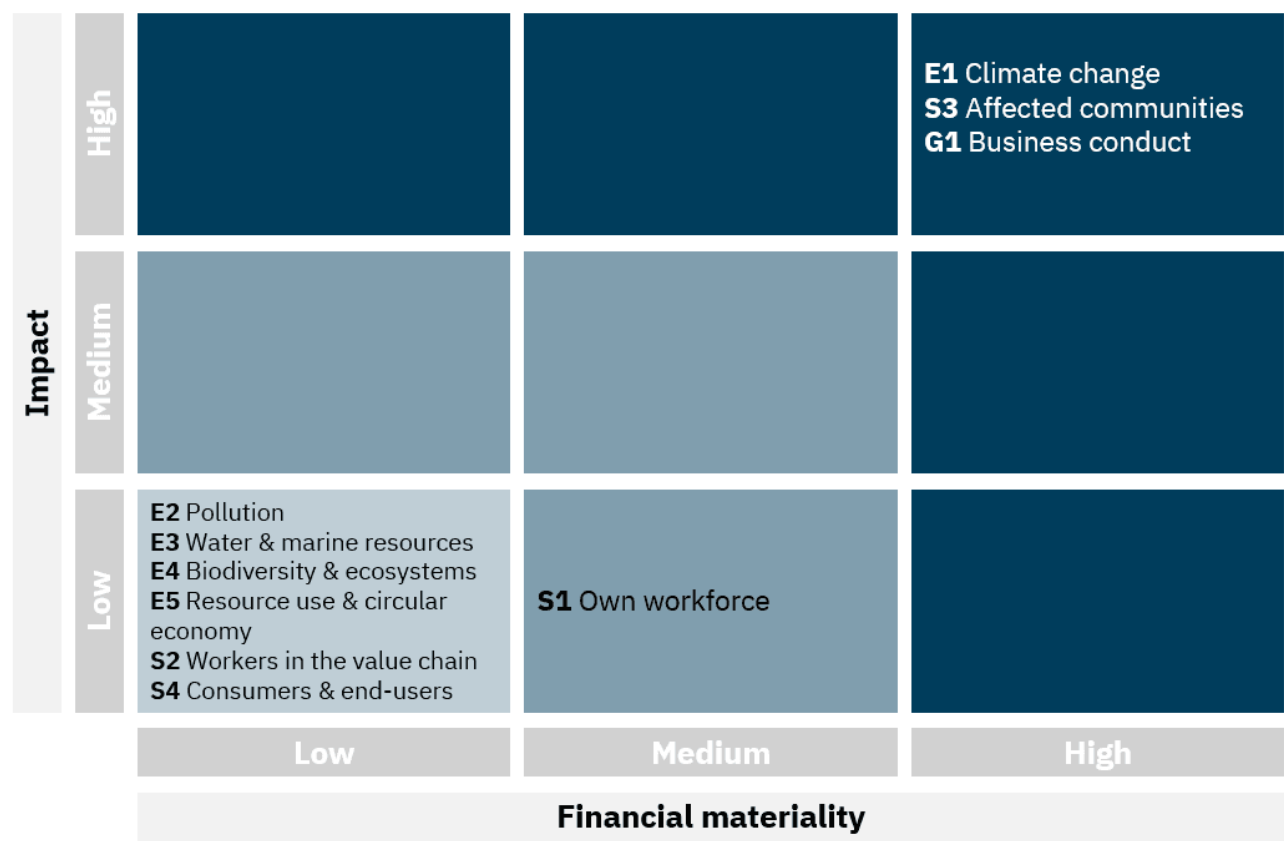 Impact
High
E1 Climate change
S3 Affected communities
G1 Business conduct
Medium
Low
E2 Pollution
E3 Water & marine resources
E4 Biodiversity & ecosystems
E5 Resource use & circular
economy
S2 Workers in the value chain
S4 Consumers & end-users
S1 Own workforce
Low
Medium
High
Financial materiality